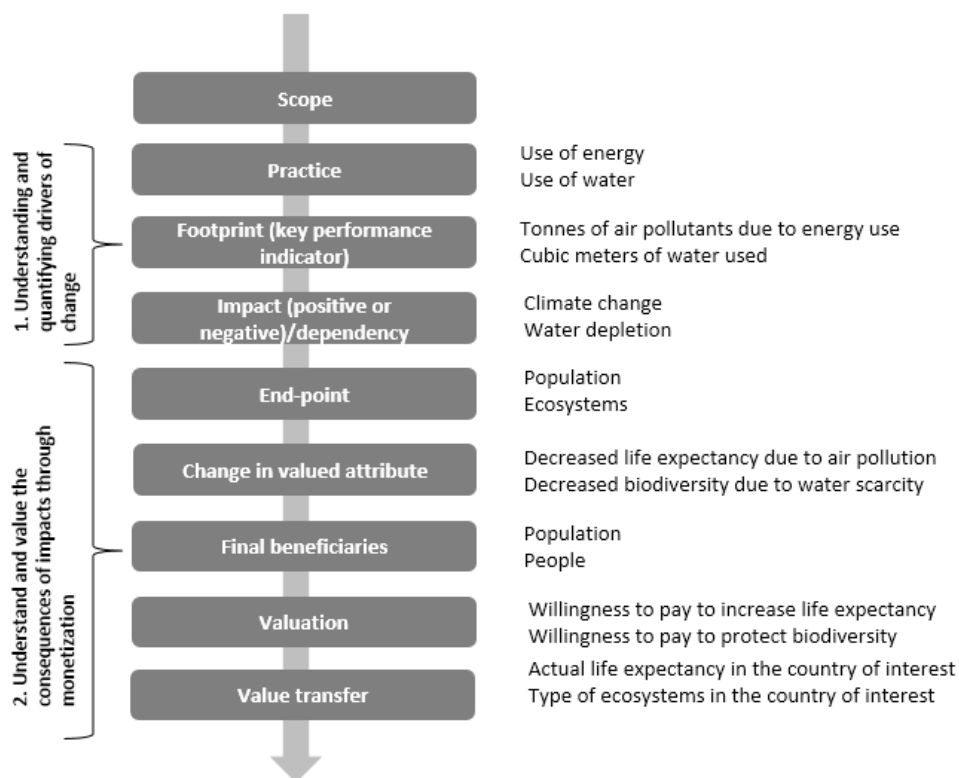 Scope
1. Understanding and
quantifying drivers of
change
Practice
Use of energy
Use of water
Footprint (key performance
indicator)
Tonnes of air pollutants due to energy use
Cubic meters of water used
Impact (positive or
negative)/dependency
Climate change
Water depletion
2. Understand and value the
consequences of impacts through
monetization
End-point
Population
Ecosystems
Change in valued attribute
Decreased life expectancy due to air pollution
Decreased biodiversity due to water scarcity
Final beneficiaries
Population
People
Valuation
Willingness to pay to increase life expectancy
Willingness to pay to protect biodiversity
Value transfer
Actual life expectancy in the country of interest
Type of ecosystems in the country of interest